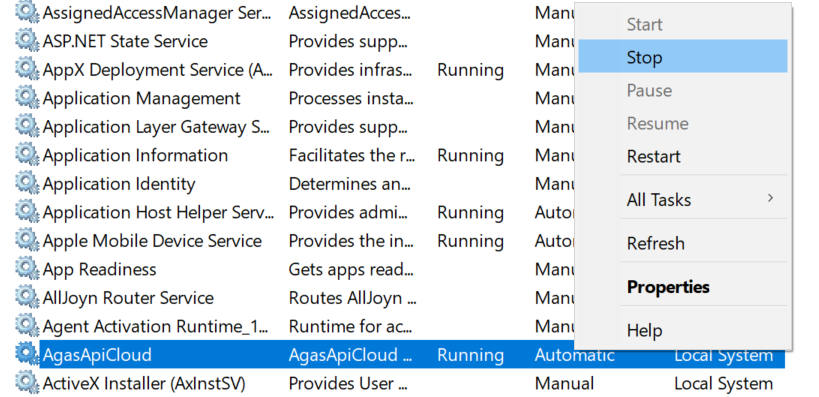 AssignedAccessManager Ser... AssignedAcces... Manu
ASP.NET State Service Provides supp... Manu
AppX Deployment Service (A... Provides infras... Running Manu
Application Management Processes insta... Manu
Application Layer Gateway S... Provides supp... Manu
Application Information Facilitates the r... Running Manu
Application Identity Determines an... Manu
Application Host Helper Serv... Provides admi... Running Auto
Apple Mobile Device Service Provides the in... Running Auto
App Readiness Gets apps read... Manu
AllJoyn Router Service Routes AllJoyn ... Manu
Agent Activation Runtime_1... Runtime for ac... Manu
AgasApiCloud AgasApiCloud ... Running Automatic Local System
ActiveX Installer (AxInstSV) Provides User ... Manual Local System
Start
Stop
Pause
Resume
Restart
All Tasks
Refresh
Properties
Help